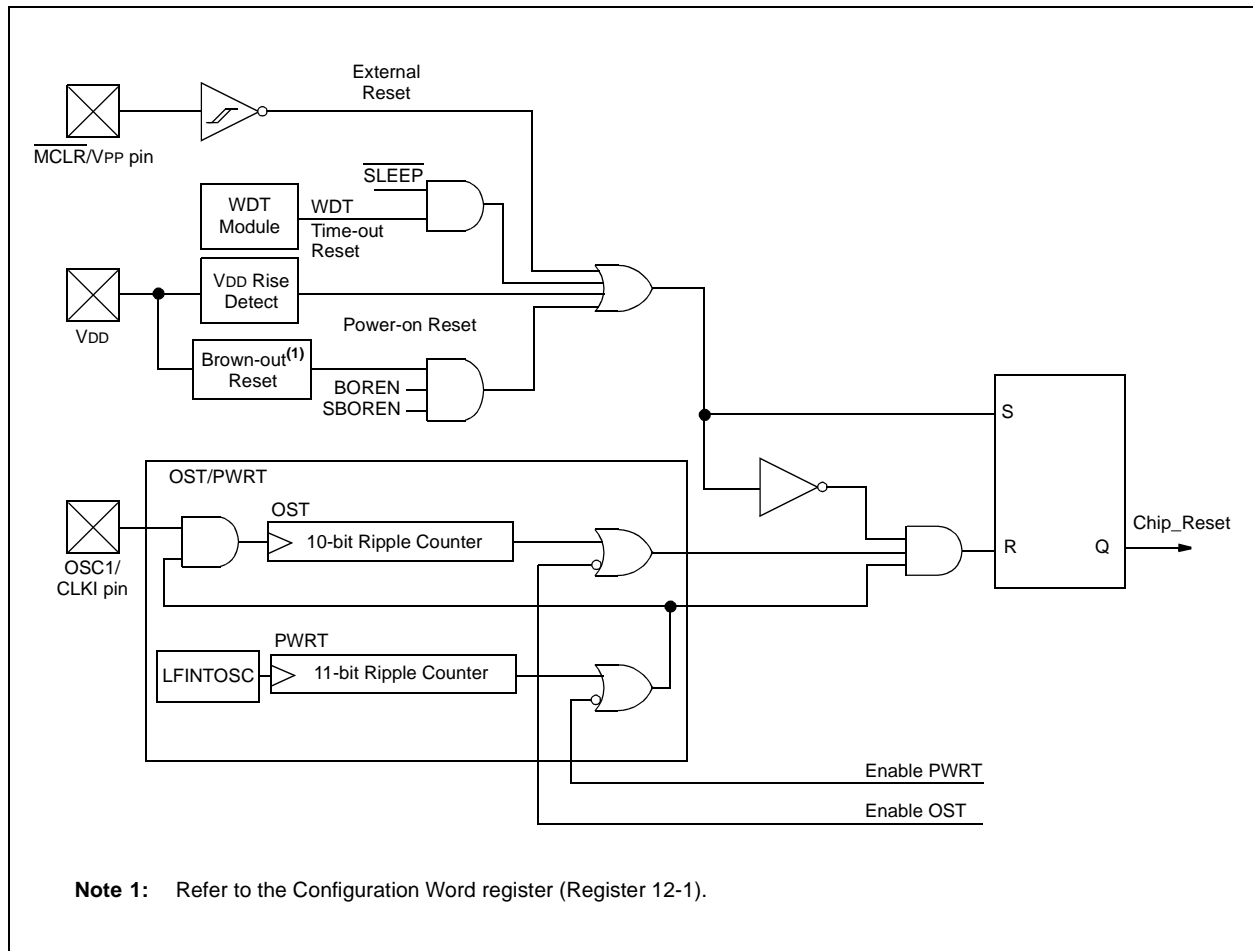 External
Reset
MCLR/VPP pin
SLEEP
WDT
Module
WDT
Time-out
Reset
VDD Rise
Detect
VDD
Power-on Reset
Brown-out(1)
Reset
BOREN
SBOREN
S
OST/PWRT
OST
10-bit Ripple Counter
OSC1/
CLKI pin
R
Q
Chip_Reset
PWRT
LFINTOSC
11-bit Ripple Counter
Enable PWRT
Enable OST
Note 1: Refer to the Configuration Word register (Register 12-1).